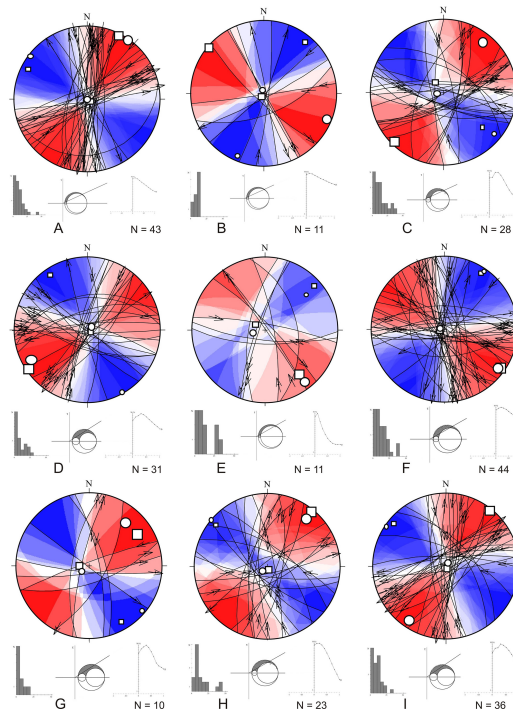 N
N
N
A
N = 43
B
N = 11
C
N = 28
N
N
N
D
N = 31
E
N = 11
F
N = 44
N
N
N
G
N = 10
H
N = 23
I
N = 36